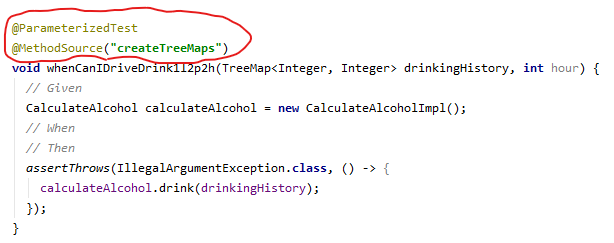 @ParameterizedTest
@MethodSource("createTreeMaps")
void whenCanIDriveDrink1l2p2h(TreeMap<Integer, Integer> drinkingHistory, int hour) {
  // Given
  CalculateAlcohol calculateAlcohol = new CalculateAlcoholImpl();
  // When
  // Then
  assertThrows(IllegalArgumentException.class, () -> {
    calculateAlcohol.drink(drinkingHistory);
  });
}